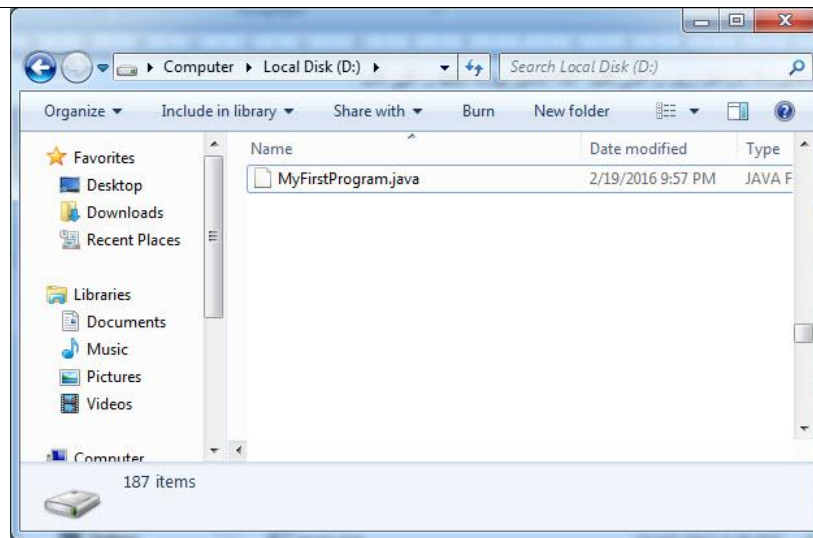 Computer Local Disk (D:)
Search Local Disk (D:)
Organize Include in library Share with Burn New folder
Favorites
Desktop
Downloads
Recent Places
Libraries
Documents
Music
Pictures
Videos
Computer
Name Date modified Type
MyFirstProgram.java 2/19/2016 9:57 PM JAVA F
187 items